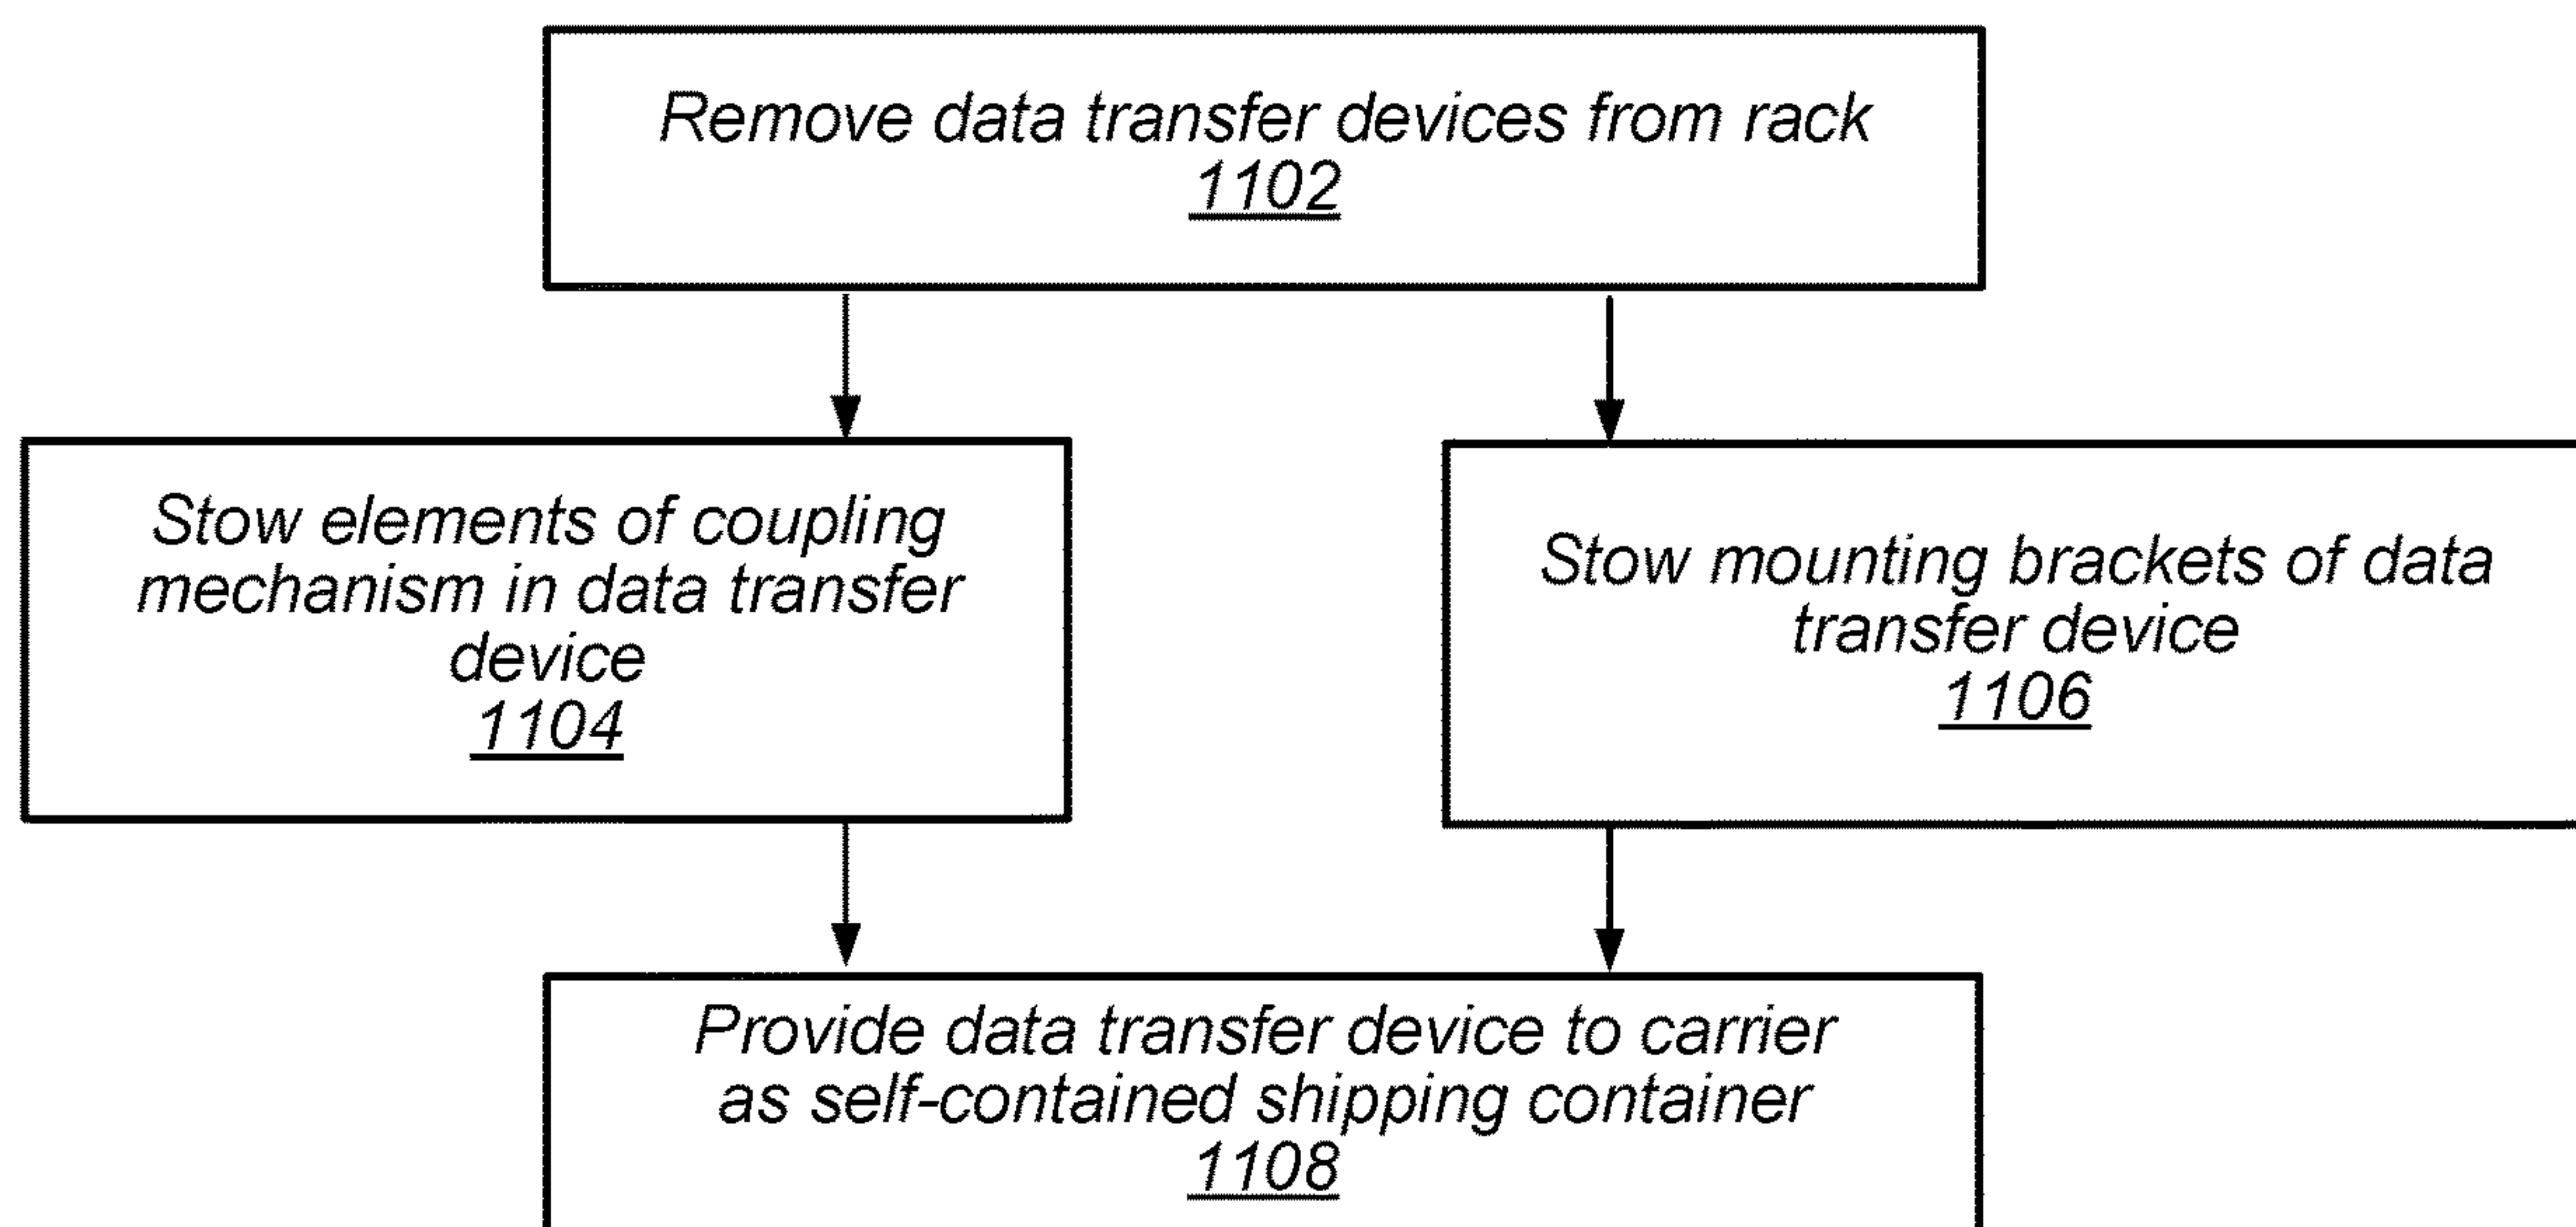 Remove data transfer devices from rack
1102
Stow elements of coupling
mechanism in data transfer
device
1104
Stow mounting brackets of data
transfer device
1106
Provide data transfer device to carrier
as self-contained shipping container
1108